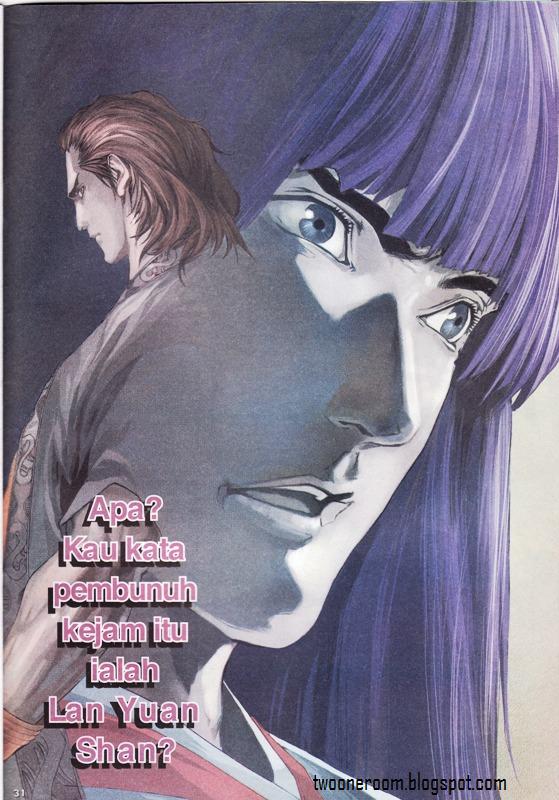 Apa?
Kau kata
pembunuh
kejam itu
ialah
Lan Yuan
Shan?
31
twooneroom.blogspot.com